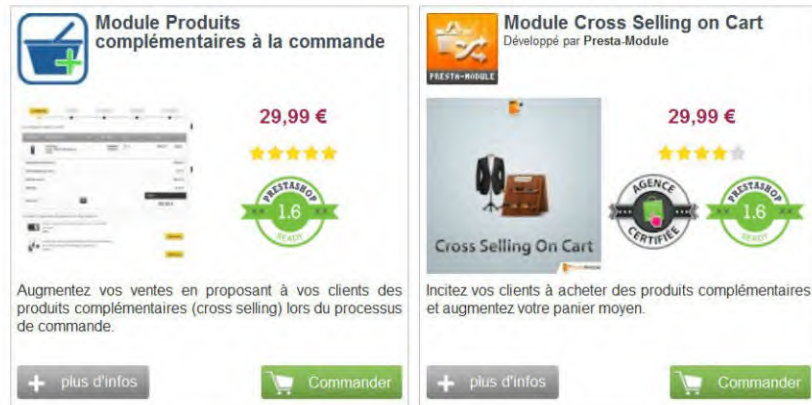 Module Produits
complémentaires à la commande
29,99 €
PRESTASHOP
1.6
READY
Augmentez vos ventes en proposant à vos clients des
produits complémentaires (cross selling) lors du processus
de commande.
+ plus d'infos
Commander
PRESTA-MODULE
Module Cross Selling on Cart
Développé par Presta-Module
29,99 €
Cross Selling On Cart
AGENCE
CERTIFIÉE
PRESTASHOP
1.6
READY
Incitez vos clients à acheter des produits complémentaires
et augmentez votre panier moyen.
+ plus d'infos
Commander